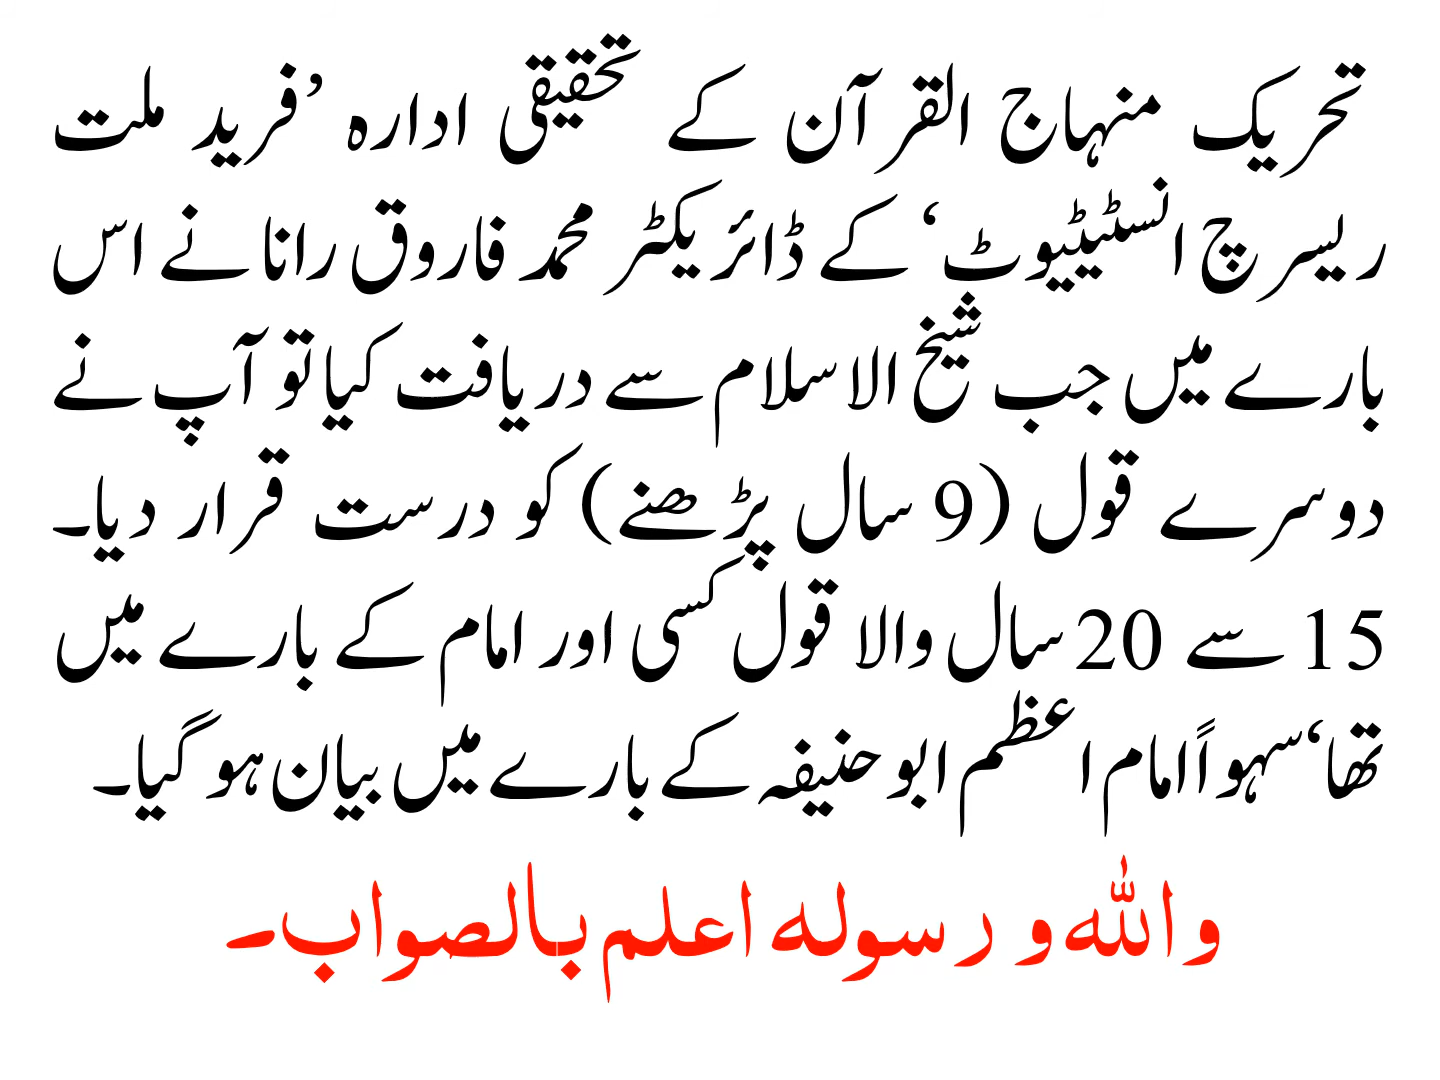 تحریک منہاج القرآن کے تحقیقی ادارہ ’فرید ملت
ریسرچ انسٹیٹیوٹ‘ کے ڈائریکٹر محمد فاروق رانا نے اس
بارے میں جب شیخ الاسلام سے دریافت کیا تو آپ نے
دوسرے قول (9 سال پڑھنے) کو درست قرار دیا۔
15 سے 20 سال والا قول کسی اور امام کے بارے میں
تھا‘ سہواً امام اعظم ابو حنیفہ کے بارے میں بیان ہو گیا۔
واللہ و رسولہ اعلم بالصواب۔